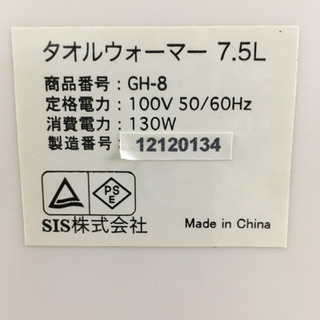 タオルウォーマー 7.5L
商品番号：GH-8
定格電力：100V 50/60Hz
消費電力：130W
製造番号：12120134
PS
E
SIS株式会社
Made in China